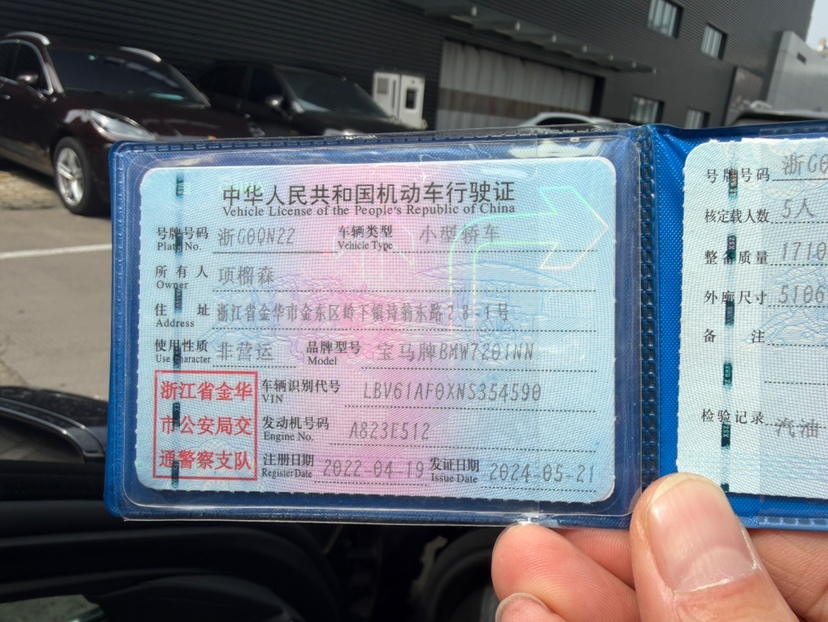 中华人民共和国机动车行驶证
Vehicle License of the People's Republic of China
号牌号码 浙G0QN22 车辆类型 小型轿车
Plate No. Vehicle Type
所有人 项榴森
Owner
住址 浙江省金华市金东区岭下镇琦翁东路28-1号
Address
使用性质 非营运 品牌型号 宝马牌BMW7201NN
Use Character Model
浙江省金华
市公安局交
通警察支队
车辆识别代号 LBV61AF0XNS354590
VIN
发动机号码 A823E512
Engine No.
注册日期 2022-04-19 发证日期 2024-05-21
Register Date Issue Date
号牌号码 浙G0
核定载人数 5人
整备质量 1710
外廓尺寸 5106
备注
检验记录 汽油